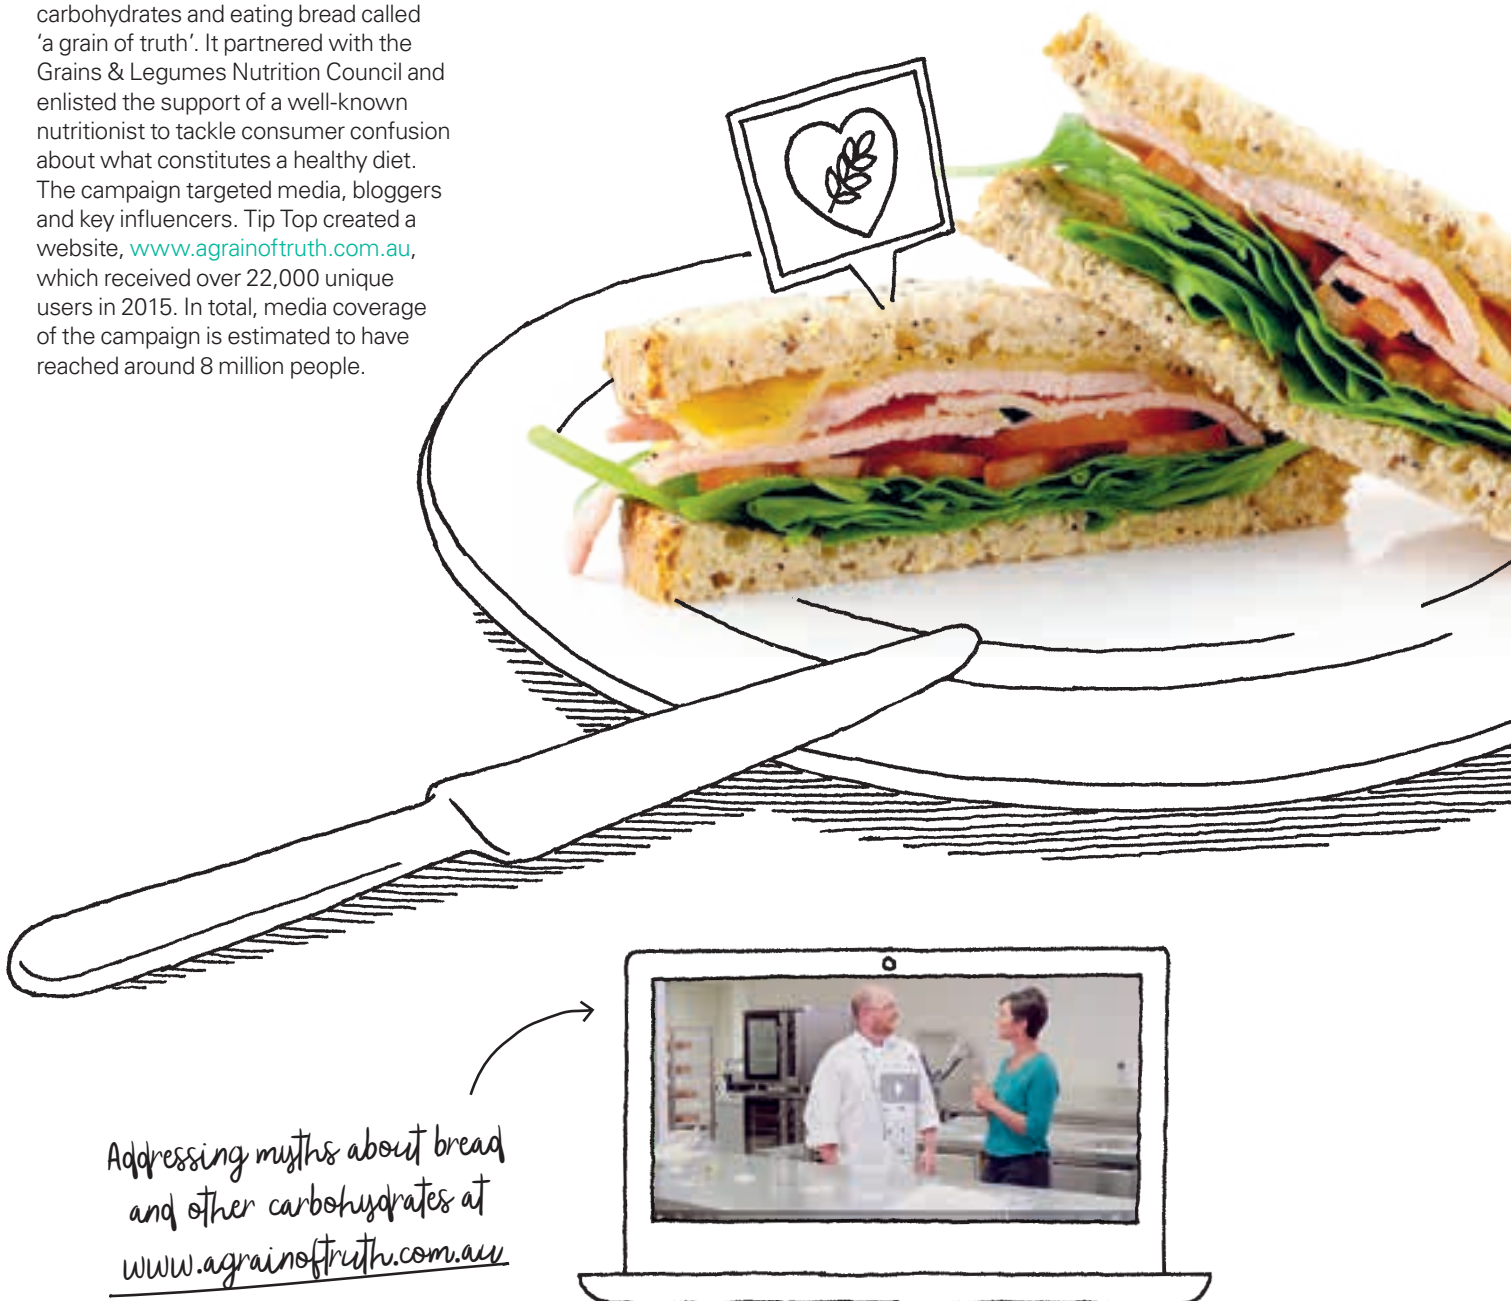 carbohydrates and eating bread called
‘a grain of truth’. It partnered with the
Grains & Legumes Nutrition Council and
enlisted the support of a well-known
nutritionist to tackle consumer confusion
about what constitutes a healthy diet.
The campaign targeted media, bloggers
and key influencers. Tip Top created a
website, www.agrainoftruth.com.au,
which received over 22,000 unique
users in 2015. In total, media coverage
of the campaign is estimated to have
reached around 8 million people.
Addressing myths about bread
and other carbohydrates at
www.agrainoftruth.com.au